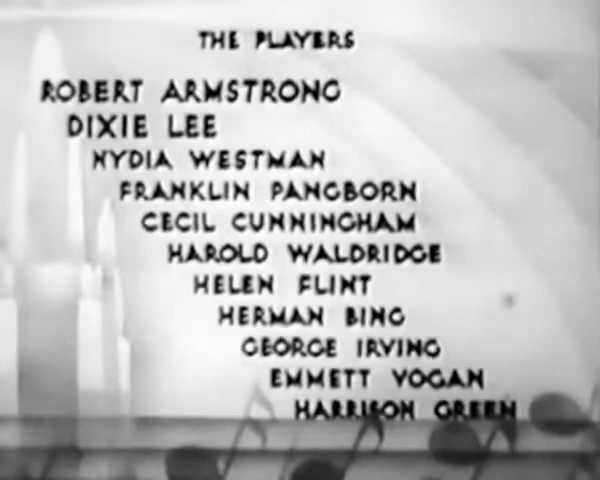 THE PLAYERS
ROBERT ARMSTRONG
DIXIE LEE
NYDIA WESTMAN
FRANKLIN PANGBORN
CECIL CUNNINGHAM
HAROLD WALDRIDGE
HELEN FLINT
HERMAN BING
GEORGE IRVING
EMMETT VOGAN
HARRISON GREEN